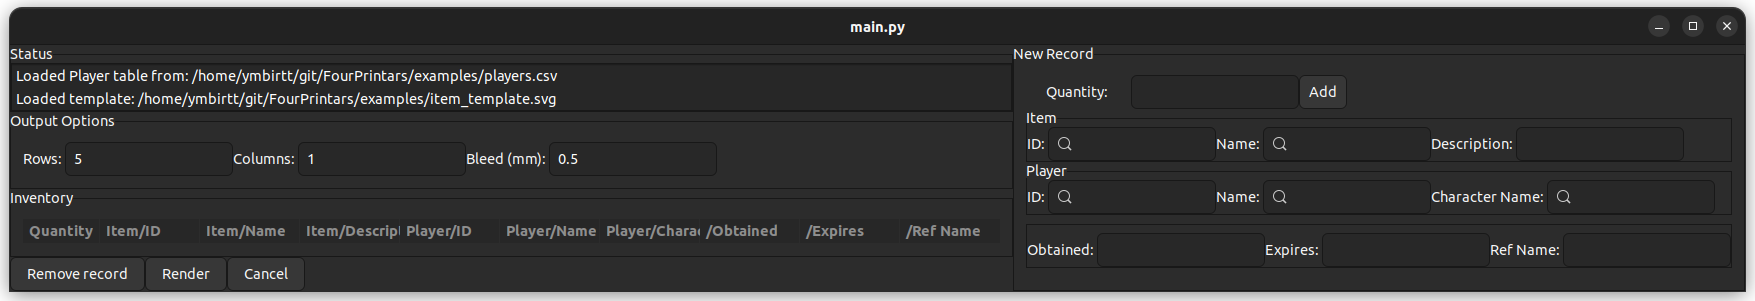 main.py
Status
Loaded Player table from: /home/ymbirtt/git/FourPrintars/examples/players.csv
Loaded template: /home/ymbirtt/git/FourPrintars/examples/item_template.svg
Output Options
Rows: 5 Columns: 1 Bleed (mm): 0.5
Inventory
Quantity Item/ID Item/Name Item/Descript Player/ID Player/Name Player/Charac /Obtained /Expires /Ref Name
Remove record Render Cancel
New Record
Quantity: Add
Item
ID: Name: Description:
Player
ID: Name: Character Name:
Obtained: Expires: Ref Name: